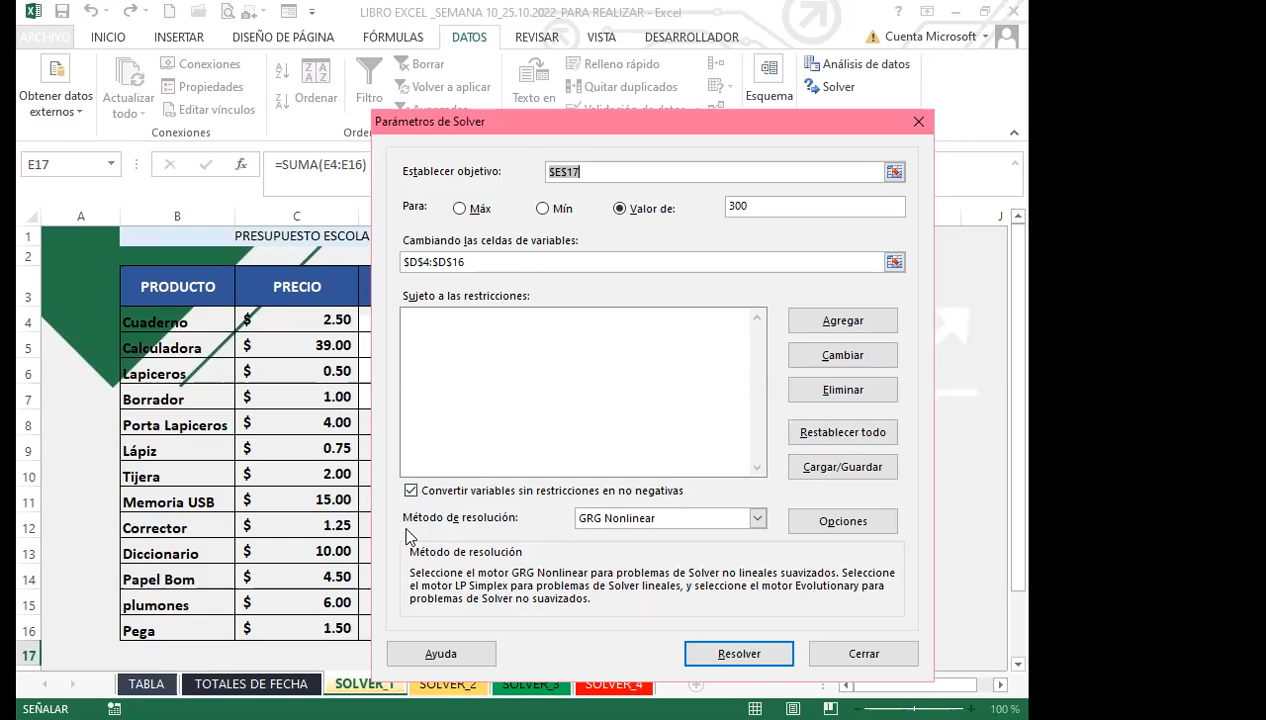 LIBRO EXCEL _SEMANA 10_25.10.2022_PARA REALIZAR - Excel
ARCHIVO INICIO INSERTAR DISEÑO DE PÁGINA FÓRMULAS DATOS REVISAR VISTA DESARROLLADOR Cuenta Microsoft
Obtener datos externos
Actualizar todo
Conexiones
Propiedades
Editar vínculos
Conexiones
Ordenar
Filtro
Borrar
Volver a aplicar
Avanzadas
Orde
Texto en
Relleno rápido
Quitar duplicados
Validación de datos
Esquema
Análisis de datos
Solver
E17 =SUMA(E4:E16)
A B C J
1 PRESUPUESTO ESCOLA
2
3 PRODUCTO PRECIO
4 Cuaderno $ 2.50
5 Calculadora $ 39.00
6 Lapiceros $ 0.50
7 Borrador $ 1.00
8 Porta Lapiceros $ 4.00
9 Lápiz $ 0.75
10 Tijera $ 2.00
11 Memoria USB $ 15.00
12 Corrector $ 1.25
13 Diccionario $ 10.00
14 Papel Bom $ 4.50
15 plumones $ 6.00
16 Pega $ 1.50
17
Parámetros de Solver
Establecer objetivo: $E$17
Para: Máx Mín Valor de: 300
Cambiando las celdas de variables:
$D$4:$D$16
Sujeto a las restricciones:
Agregar
Cambiar
Eliminar
Restablecer todo
Cargar/Guardar
Convertir variables sin restricciones en no negativas
Método de resolución: GRG Nonlinear Opciones
Método de resolución
Seleccione el motor GRG Nonlinear para problemas de Solver no lineales suavizados. Seleccione
el motor LP Simplex para problemas de Solver lineales, y seleccione el motor Evolutionary para
problemas de Solver no suavizados.
Ayuda Resolver Cerrar
TABLA TOTALES DE FECHA SOLVER_1 SOLVER_2 SOLVER_3 SOLVER_4
SEÑALAR 100 %